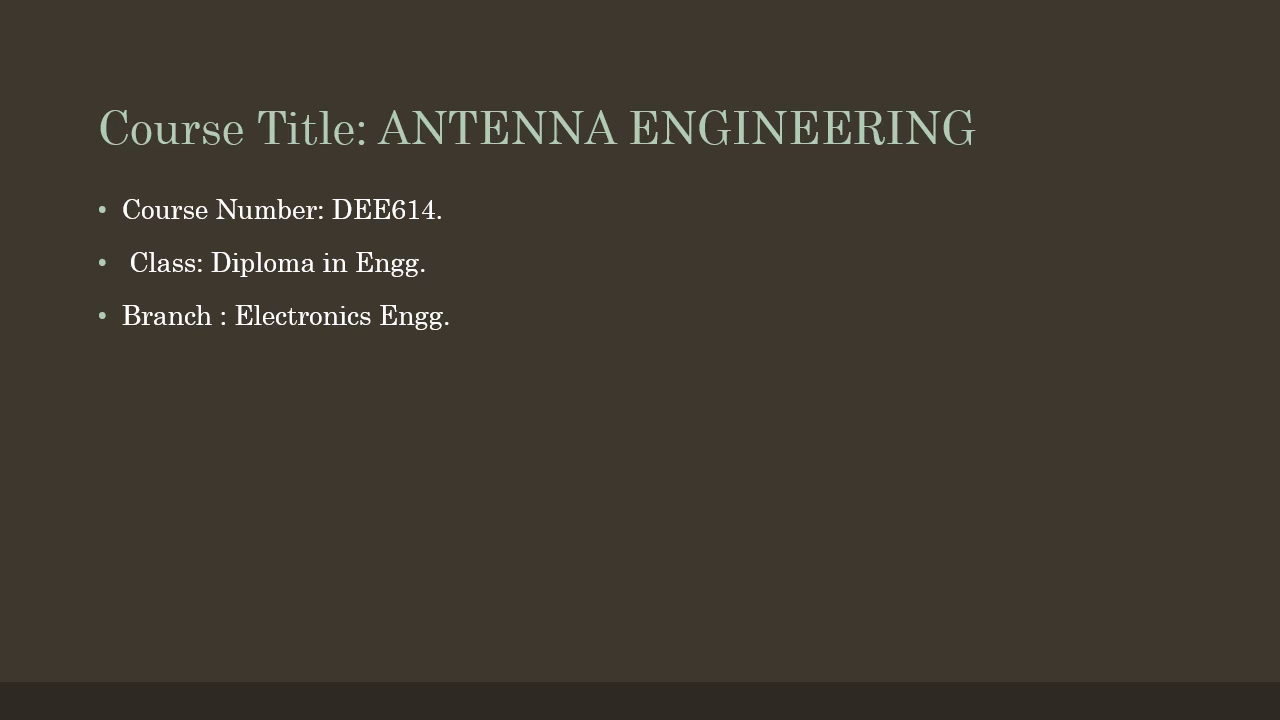 Course Title: ANTENNA ENGINEERING
• Course Number: DEE614.
• Class: Diploma in Engg.
• Branch : Electronics Engg.